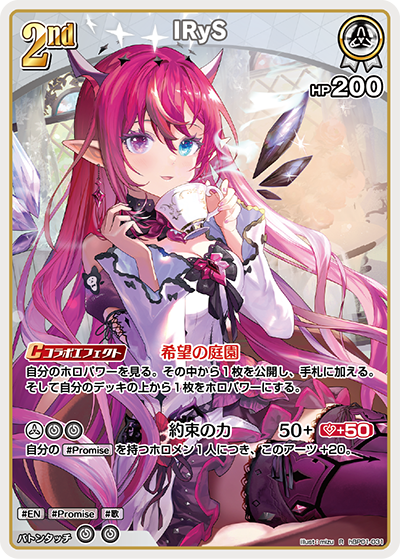 2nd
IRyS
HP200
Cコラボエフェクト 希望の庭園
自分のホロパワーを見る。その中から1枚を公開し、手札に加える。
そして自分のデッキの上から1枚をホロパワーにする。
約束の力 50+ +50
自分の #Promise を持つホロメン1人につき、このアーツ+20。
#EN #Promise #歌
バトンタッチ
illust: mizu R hBP01-031